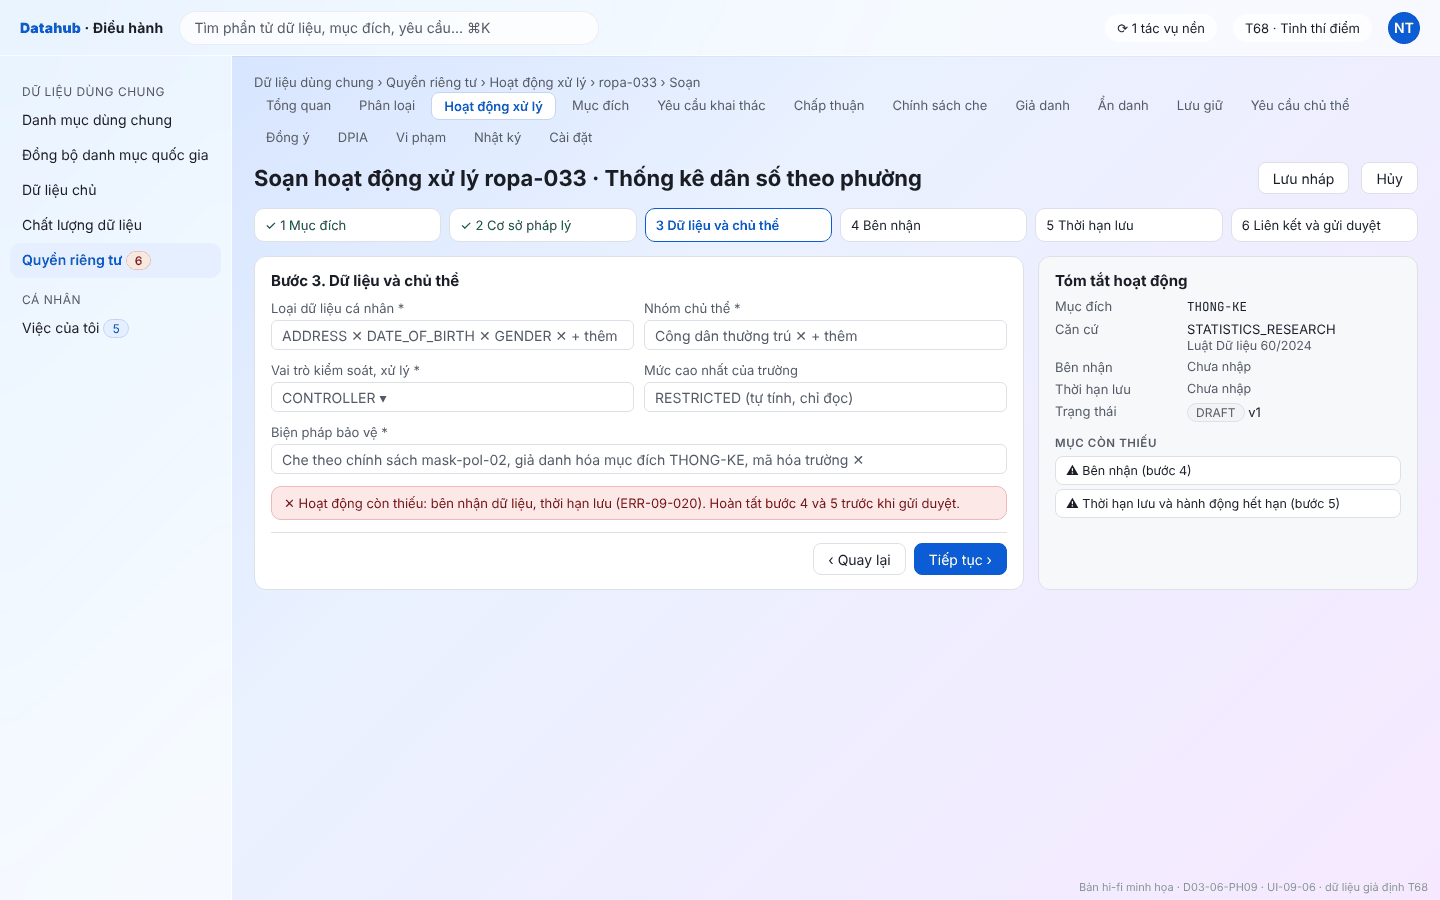 Datahub · Điều hành
Tìm phần tử dữ liệu, mục đích, yêu cầu... ⌘K
⟳ 1 tác vụ nền
T68 · Tỉnh thí điểm
NT
DỮ LIỆU DÙNG CHUNG
Danh mục dùng chung
Đồng bộ danh mục quốc gia
Dữ liệu chủ
Chất lượng dữ liệu
Quyền riêng tư 6
CÁ NHÂN
Việc của tôi 5
Dữ liệu dùng chung › Quyền riêng tư › Hoạt động xử lý › ropa-033 › Soạn
Tổng quan Phân loại Hoạt động xử lý Mục đích Yêu cầu khai thác Chấp thuận Chính sách che Giả danh Ẩn danh Lưu giữ Yêu cầu chủ thể
Đồng ý DPIA Vi phạm Nhật ký Cài đặt
Soạn hoạt động xử lý ropa-033 · Thống kê dân số theo phường
Lưu nháp
Hủy
✓ 1 Mục đích
✓ 2 Cơ sở pháp lý
3 Dữ liệu và chủ thể
4 Bên nhận
5 Thời hạn lưu
6 Liên kết và gửi duyệt
Bước 3. Dữ liệu và chủ thể
Loại dữ liệu cá nhân *
ADDRESS ✕ DATE_OF_BIRTH ✕ GENDER ✕ + thêm
Nhóm chủ thể *
Công dân thường trú ✕ + thêm
Vai trò kiểm soát, xử lý *
CONTROLLER ▾
Mức cao nhất của trường
RESTRICTED (tự tính, chỉ đọc)
Biện pháp bảo vệ *
Che theo chính sách mask-pol-02, giả danh hóa mục đích THONG-KE, mã hóa trường ✕
✕ Hoạt động còn thiếu: bên nhận dữ liệu, thời hạn lưu (ERR-09-020). Hoàn tất bước 4 và 5 trước khi gửi duyệt.
‹ Quay lại
Tiếp tục ›
Tóm tắt hoạt động
Mục đích THONG-KE
Căn cứ STATISTICS_RESEARCH
Luật Dữ liệu 60/2024
Bên nhận Chưa nhập
Thời hạn lưu Chưa nhập
Trạng thái DRAFT v1
MỤC CÒN THIẾU
⚠ Bên nhận (bước 4)
⚠ Thời hạn lưu và hành động hết hạn (bước 5)
Bản hi-fi minh họa · D03-06-PH09 · UI-09-06 · dữ liệu giả định T68